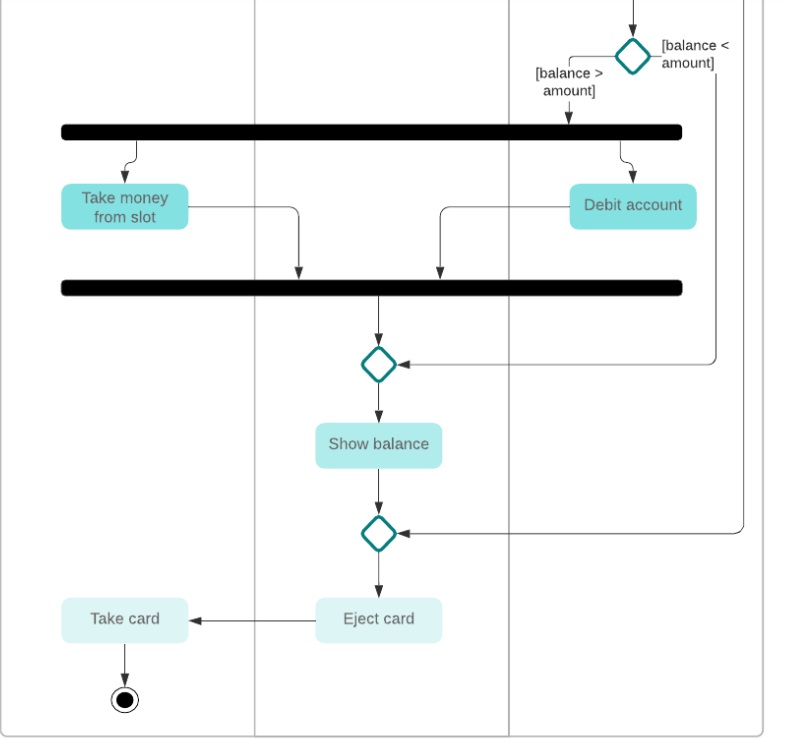 [balance <
amount]
[balance >
amount]
Take money
from slot
Debit account
Show balance
Take card
Eject card